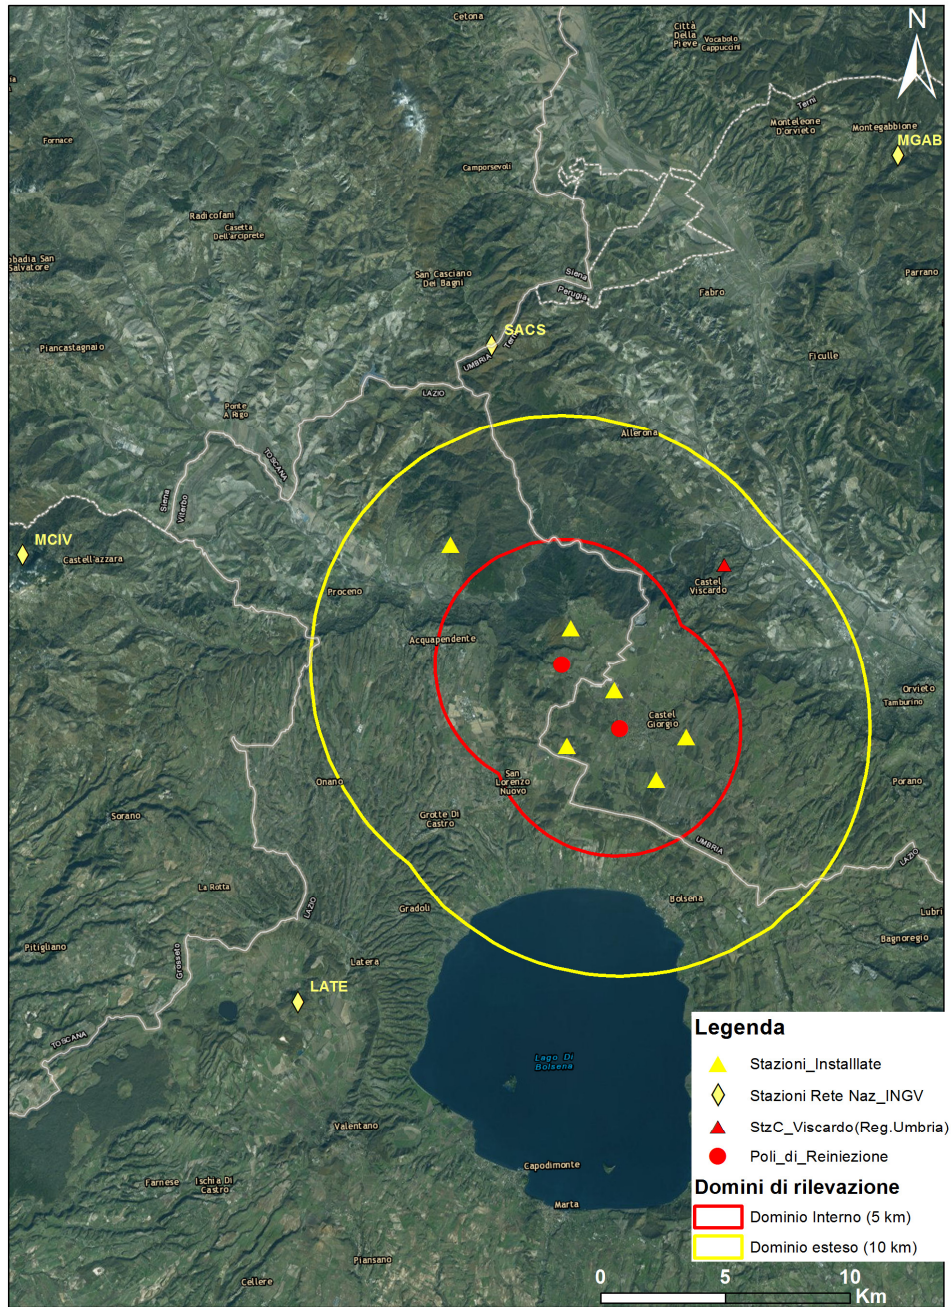 Cetona
Città
Della
Pieve
Vocabolo
Cappuccini
N
Terni
Monteleone
D'orvieto
Montegabbione
MGAB
Fornace
Camporsevoli
Radicofani
Casetta
Dell'arciprete
San Casciano
Dei Bagni
Siena
Perugia
Fabro
Parrano
Salvatore
SACS
UMBRIA
Piancastagnaio
Ficulle
LAZIO
Ponte
A Rigo
Allerona
TOSCANA
Siena
Viterbo
MCIV
Castell'azzara
Castel
Viscardo
Proceno
Acquapendente
Orvieto
Tamburino
Castel
Giorgio
San
Lorenzo
Nuovo
Onano
Porano
Sorano
Grotte Di
Castro
UMBRIA
LAZIO
La Rotta
LAZIO
Gradoli
Bolsena
Lubri
Pitigliano
Grosseto
Bagnoregio
Latera
LATE
TOSCANA
Lago Di
Bolsena
Valentano
Capodimonte
Farnese
Ischia Di
Castro
Marta
Piansano
Cellere
Legenda
Stazioni_Installlate
Stazioni Rete Naz_INGV
StzC_Viscardo(Reg.Umbria)
Poli_di_Reiniezione
Domini di rilevazione
Dominio Interno (5 km)
Dominio esteso (10 km)
0 5 10
Km